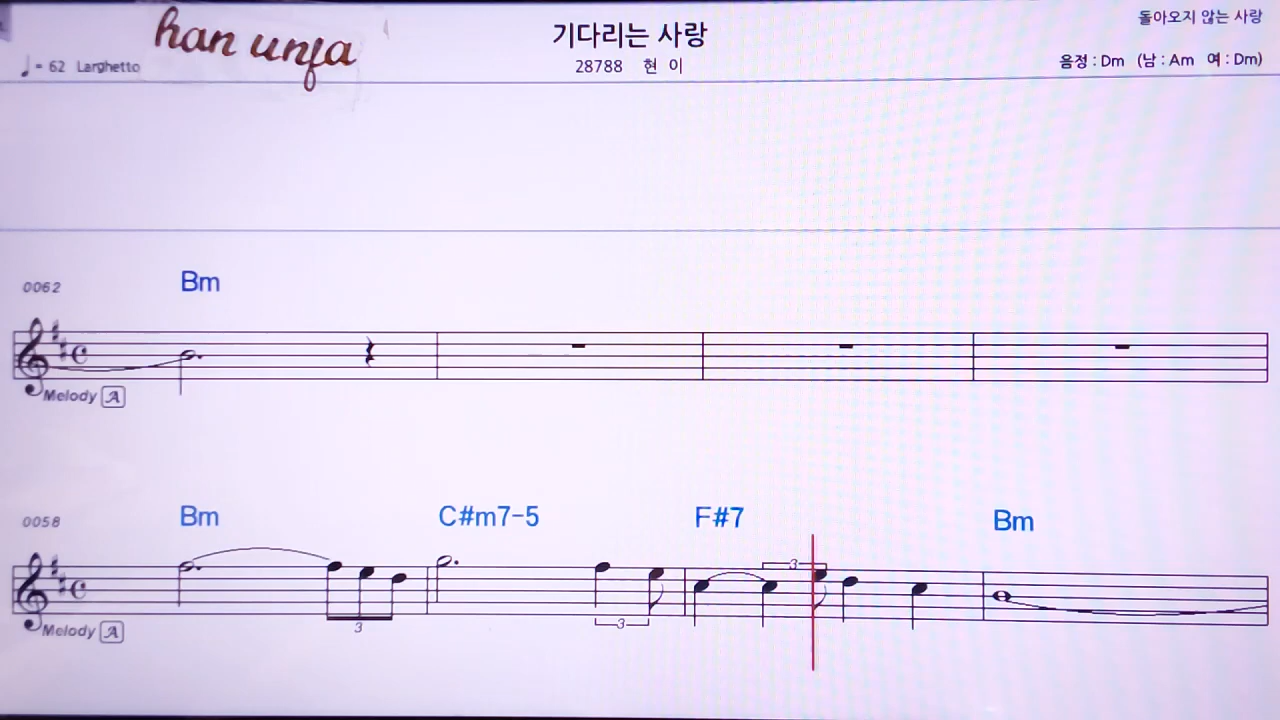 han unfa
기다리는 사랑
돌아오지 않는 사랑
♩= 62 Larghetto
28788 현 이
음정 : Dm (남 : Am 여 : Dm)
0062
Bm
Melody A
0058
Bm C#m7-5 F#7 Bm
3 3 3
Melody A